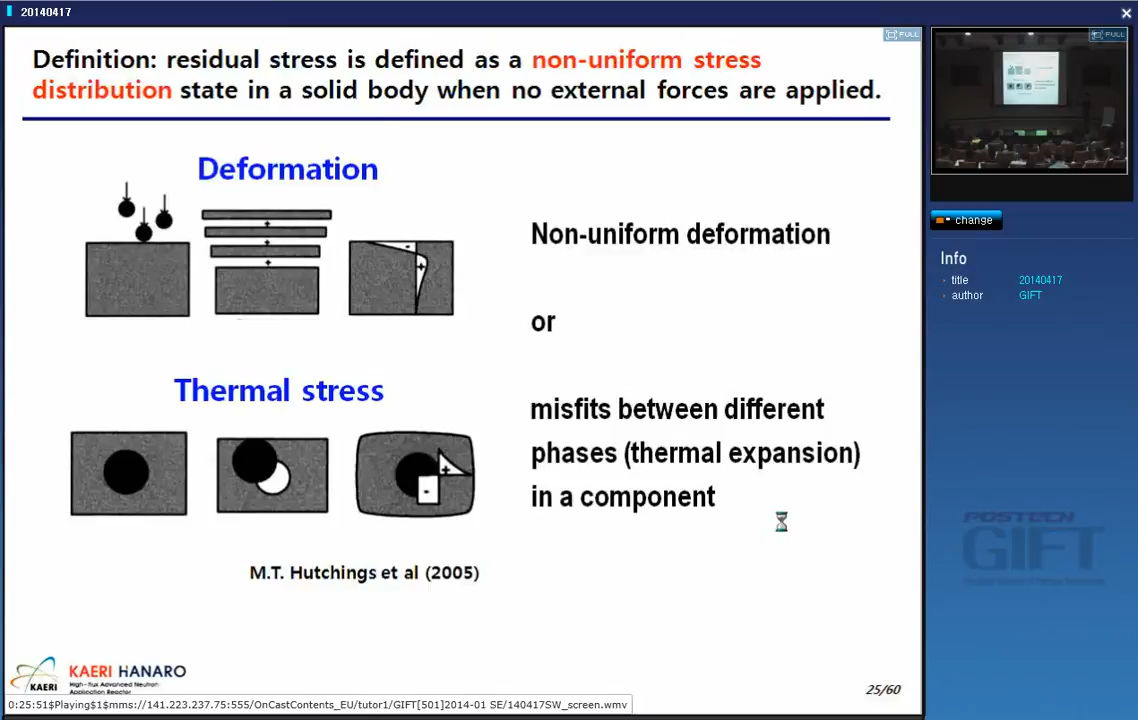 20140417
FULL
Definition: residual stress is defined as a non-uniform stress
distribution state in a solid body when no external forces are applied.
Deformation
Non-uniform deformation
or
Thermal stress
misfits between different
phases (thermal expansion)
in a component
M.T. Hutchings et al (2005)
KAERI
KAERI HANARO
High-flux Advanced Neutron
Application Reactor
25/60
0:25:51$Playing$1$mms://141.223.237.75:555/OnCastContents_EU/tutor1/GIFT[501]2014-01 SE/140417SW_screen.wmv
FULL
change
Info
title 20140417
author GIFT
POSTECH
GIFT